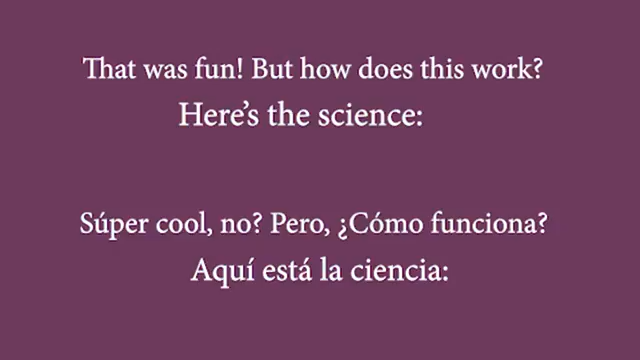 That was fun! But how does this work?
Here’s the science:
Súper cool, no? Pero, ¿Cómo funciona?
Aquí está la ciencia: